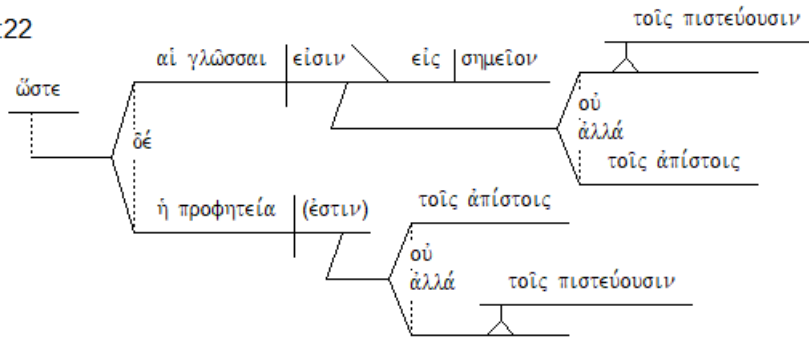 :22
τοῖς πιστεύουσιν
αἱ γλῶσσαι
εἰσιν
εἰς
σημεῖον
ὥστε
οὐ
ἀλλά
δέ
τοῖς ἀπίστοις
ἡ προφητεία
(ἐστιν)
τοῖς ἀπίστοις
οὐ
ἀλλά
τοῖς πιστεύουσιν